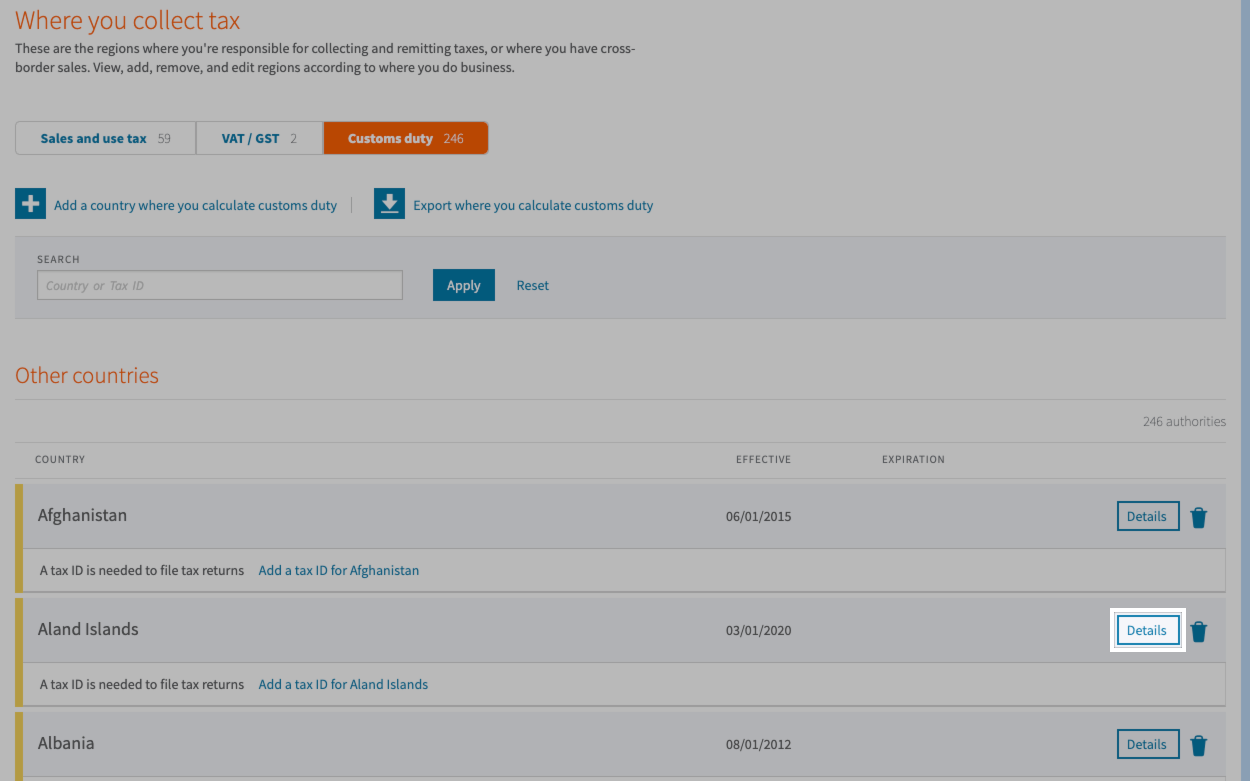 Where you collect tax
These are the regions where you're responsible for collecting and remitting taxes, or where you have cross-
border sales. View, add, remove, and edit regions according to where you do business.
Sales and use tax 59 VAT / GST 2 Customs duty 246
Add a country where you calculate customs duty Export where you calculate customs duty
SEARCH
Country or Tax ID Apply Reset
Other countries
246 authorities
COUNTRY EFFECTIVE EXPIRATION
Afghanistan 06/01/2015 Details
A tax ID is needed to file tax returns Add a tax ID for Afghanistan
Aland Islands 03/01/2020 Details
A tax ID is needed to file tax returns Add a tax ID for Aland Islands
Albania 08/01/2012 Details